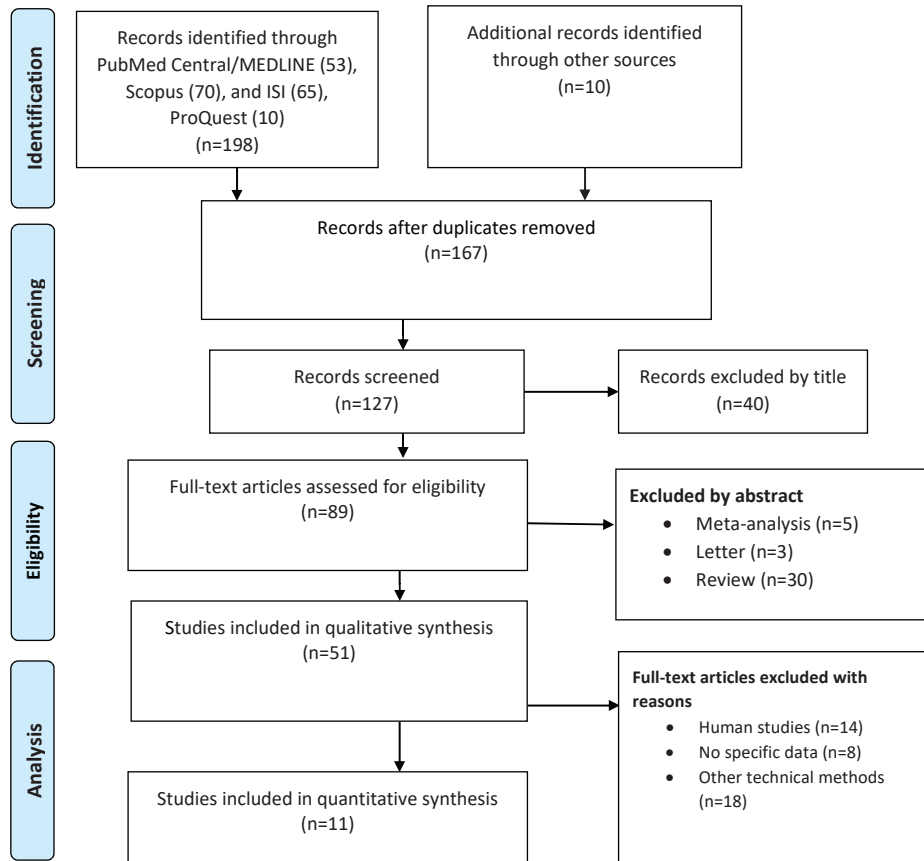 Identification
Records identified through
PubMed Central/MEDLINE (53),
Scopus (70), and ISI (65),
ProQuest (10)
(n=198)
Additional records identified
through other sources
(n=10)
Records after duplicates removed
(n=167)
Screening
Records screened
(n=127)
Records excluded by title
(n=40)
Eligibility
Full-text articles assessed for eligibility
(n=89)
Excluded by abstract
• Meta-analysis (n=5)
• Letter (n=3)
• Review (n=30)
Studies included in qualitative synthesis
(n=51)
Analysis
Full-text articles excluded with
reasons
• Human studies (n=14)
• No specific data (n=8)
• Other technical methods
(n=18)
Studies included in quantitative synthesis
(n=11)